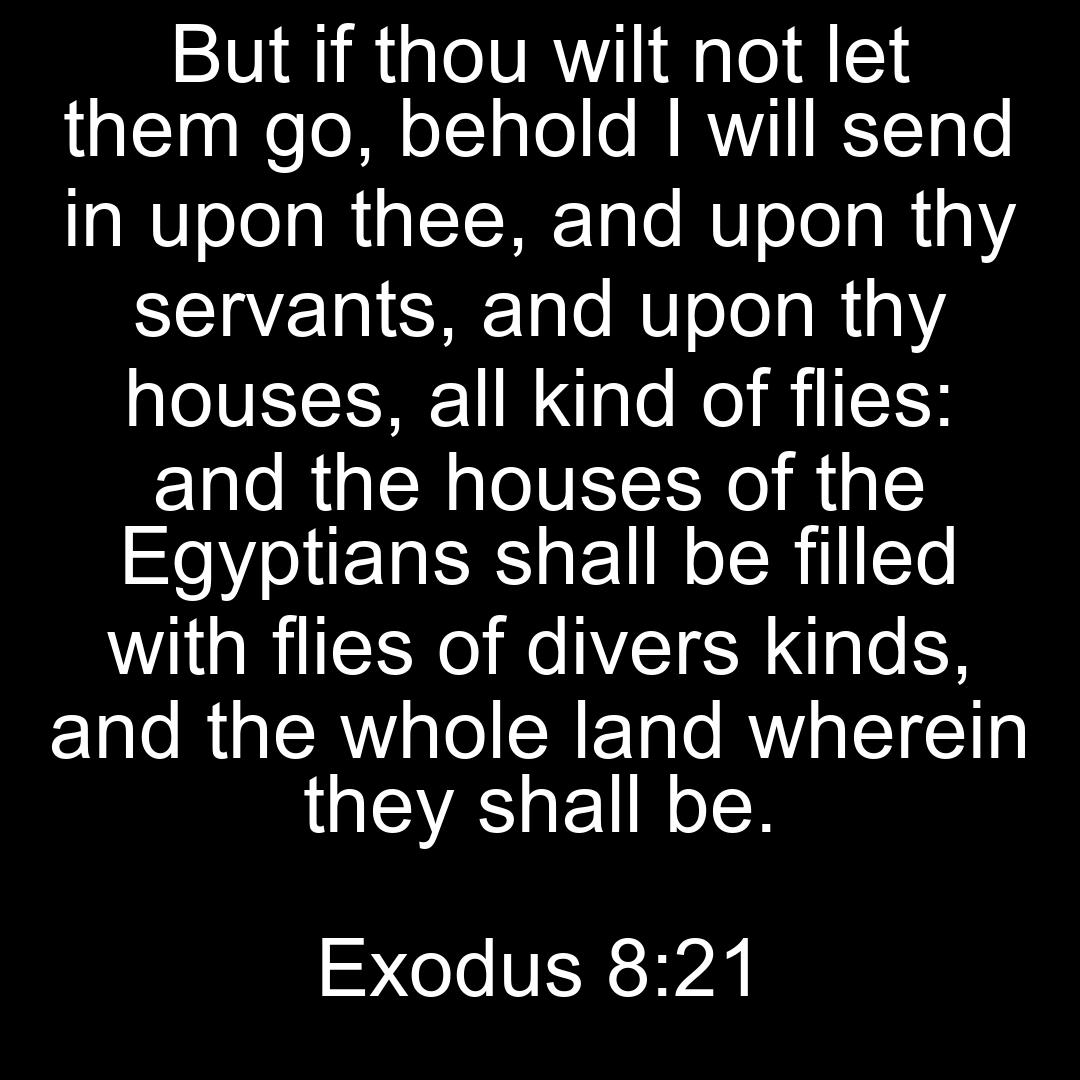 But if thou wilt not let
them go, behold I will send
in upon thee, and upon thy
servants, and upon thy
houses, all kind of flies:
and the houses of the
Egyptians shall be filled
with flies of divers kinds,
and the whole land wherein
they shall be.
Exodus 8:21